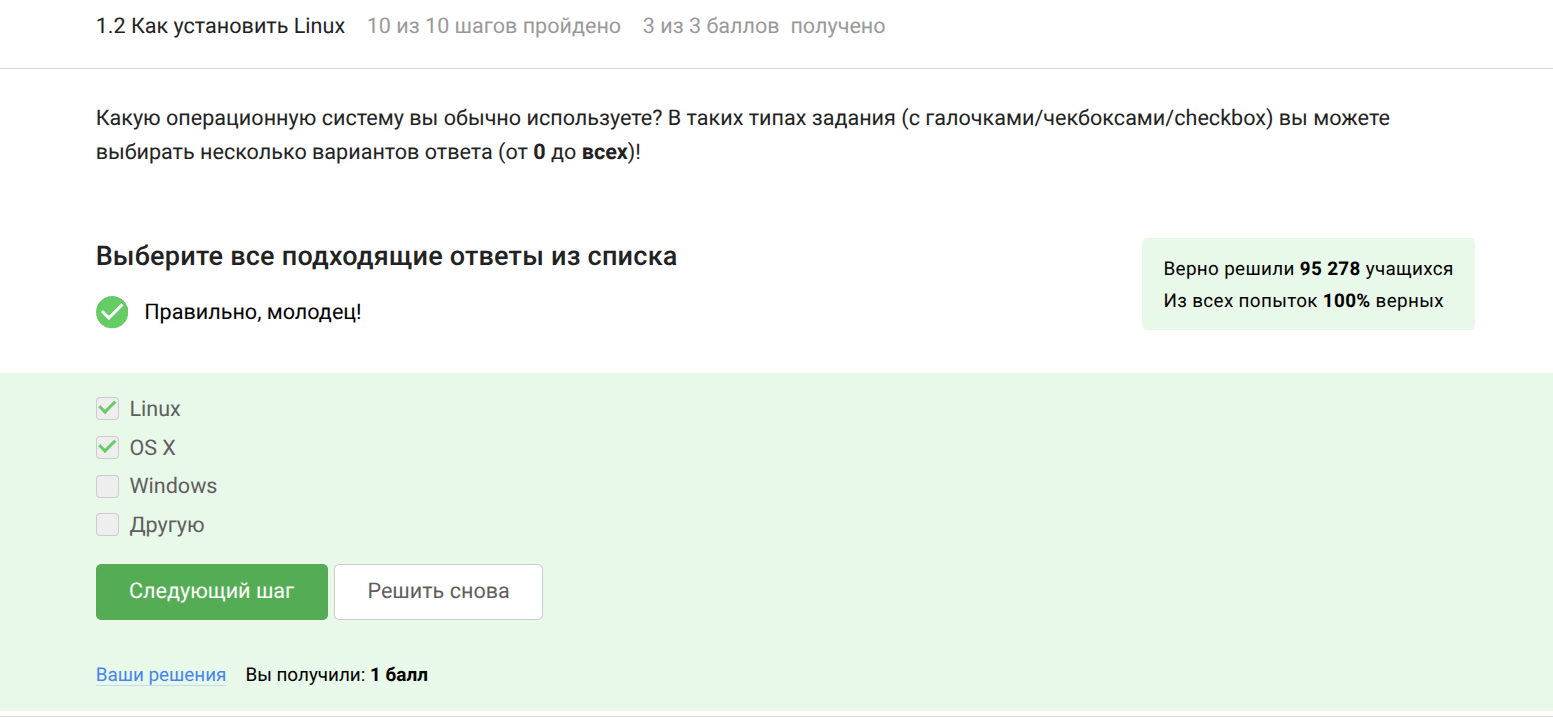 1.2 Как установить Linux 10 из 10 шагов пройдено 3 из 3 баллов получено
Какую операционную систему вы обычно используете? В таких типах задания (с галочками/чекбоксами/checkbox) вы можете
выбирать несколько вариантов ответа (от 0 до всех)!
Выберите все подходящие ответы из списка
Правильно, молодец!
Верно решили 95 278 учащихся
Из всех попыток 100% верных
Linux
OS X
Windows
Другую
Следующий шаг
Решить снова
Ваши решения Вы получили: 1 балл